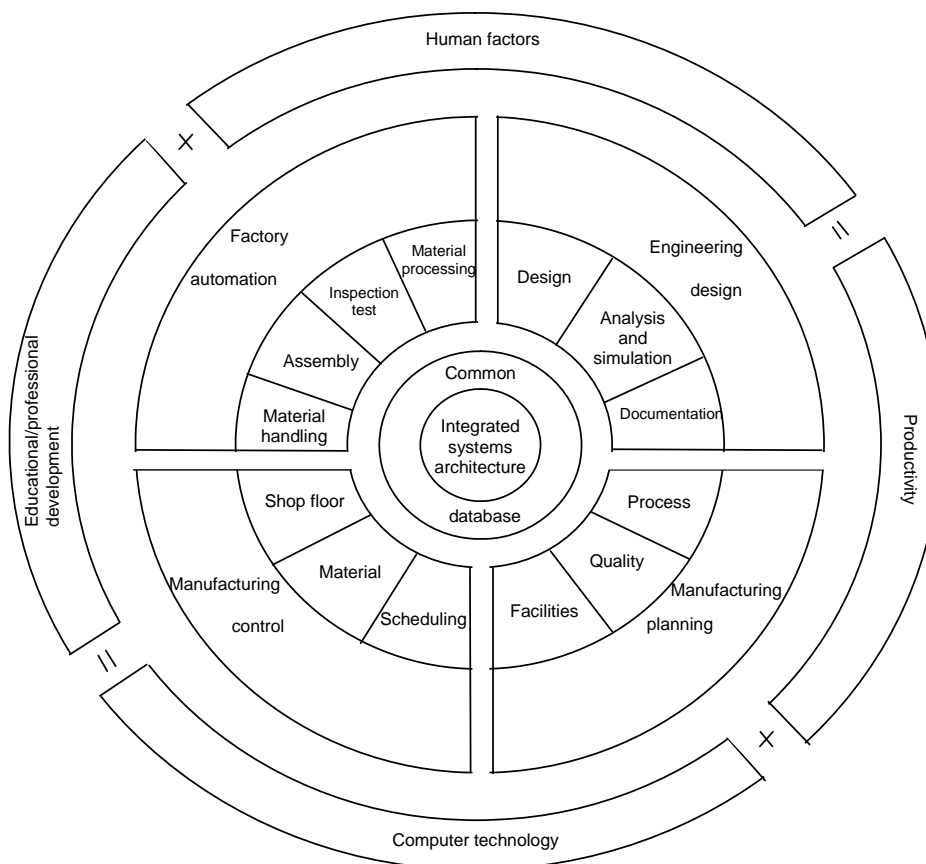 Human factors
+
=
Educational/professional
development
Productivity
Factory
automation
Material
processing
Inspection
test
Assembly
Material
handling
Engineering
design
Design
Analysis
and
simulation
Documentation
Common
Integrated
systems
architecture
database
Shop floor
Material
Scheduling
Manufacturing
control
Process
Quality
Facilities
Manufacturing
planning
=
+
Computer technology